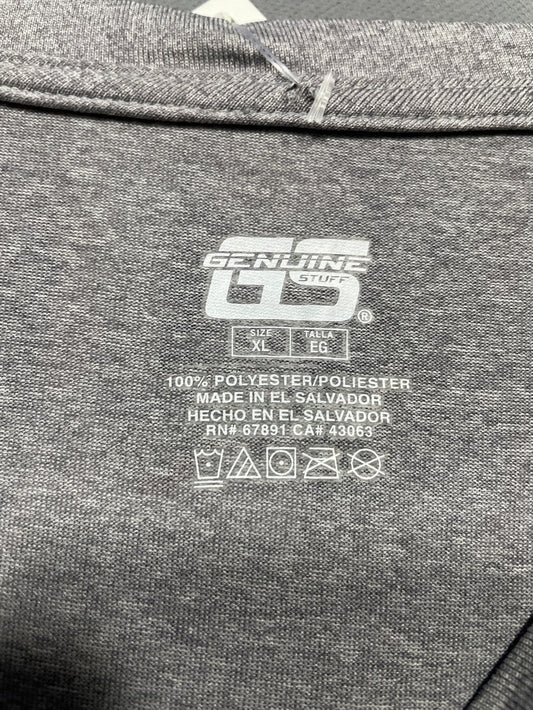 GS
GENUINE
STUFF
®
SIZE
XL
TALLA
EG
100% POLYESTER/POLIESTER
MADE IN EL SALVADOR
HECHO EN EL SALVADOR
RN# 67891 CA# 43063